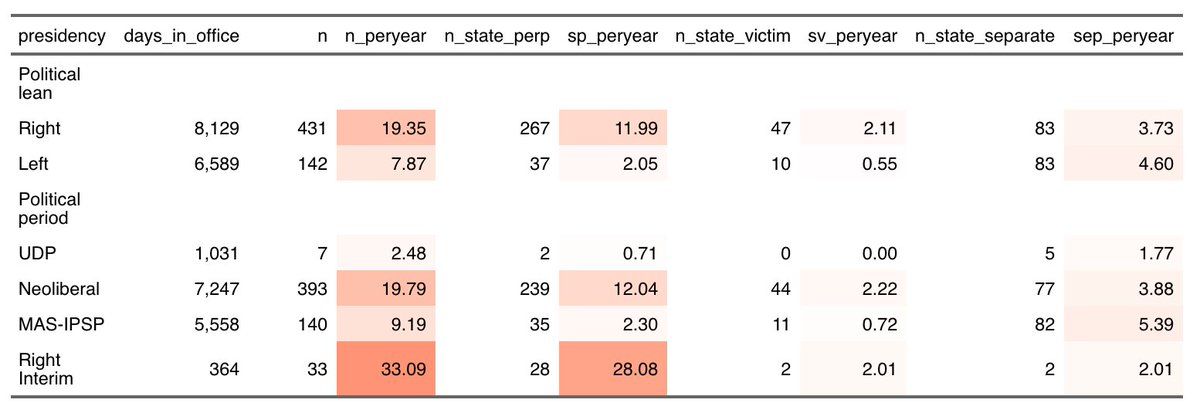 presidency days_in_office n n_peryear n_state_perp sp_peryear n_state_victim sv_peryear n_state_separate sep_peryear
Political
lean
Right 8,129 431 19.35 267 11.99 47 2.11 83 3.73
Left 6,589 142 7.87 37 2.05 10 0.55 83 4.60
Political
period
UDP 1,031 7 2.48 2 0.71 0 0.00 5 1.77
Neoliberal 7,247 393 19.79 239 12.04 44 2.22 77 3.88
MAS-IPSP 5,558 140 9.19 35 2.30 11 0.72 82 5.39
Right
Interim 364 33 33.09 28 28.08 2 2.01 2 2.01